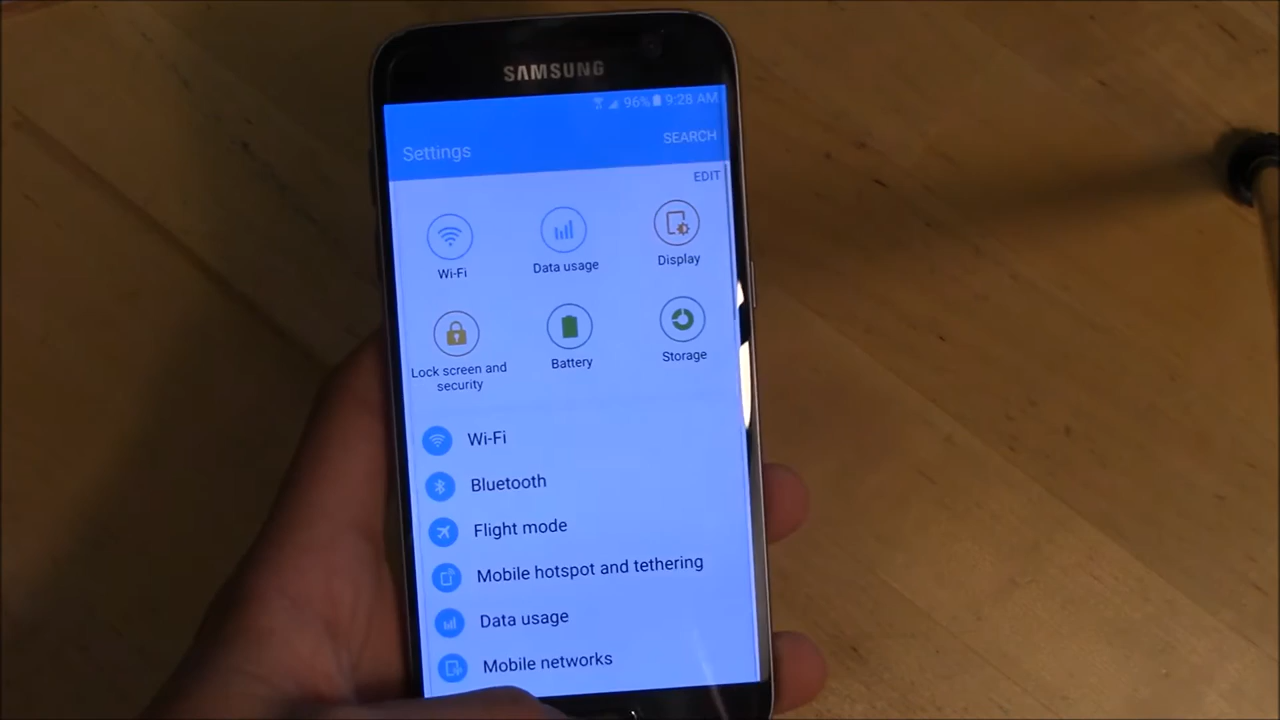 SAMSUNG
96% 9:28 AM
SEARCH
Settings
EDIT
Wi-Fi
Data usage
Display
Lock screen and
security
Battery
Storage
Wi-Fi
Bluetooth
Flight mode
Mobile hotspot and tethering
Data usage
Mobile networks